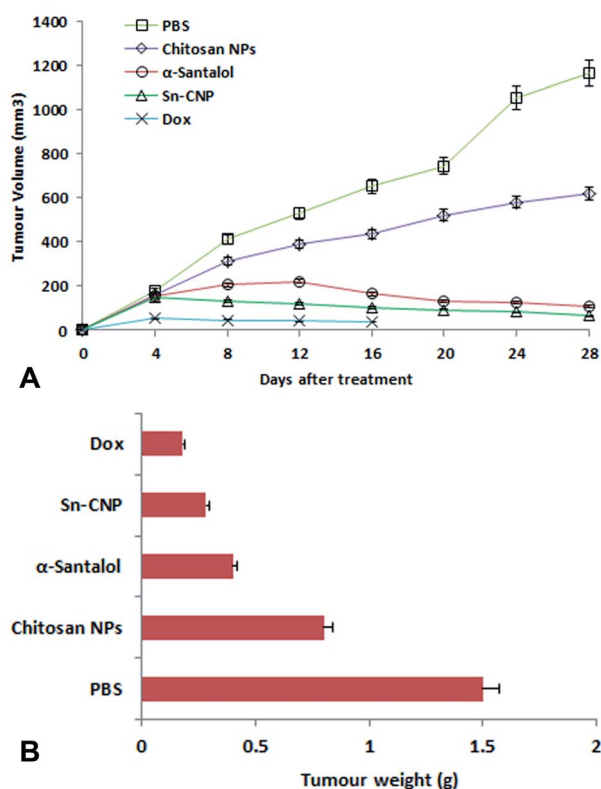 1400
1200
1000
800
600
400
200
0
Tumour Volume (mm3)
PBS
Chitosan NPs
α-Santalol
Sn-CNP
Dox
0 4 8 12 16 20 24 28
Days after treatment
A
Dox
Sn-CNP
α-Santalol
Chitosan NPs
PBS
0 0.5 1 1.5 2
Tumour weight (g)
B